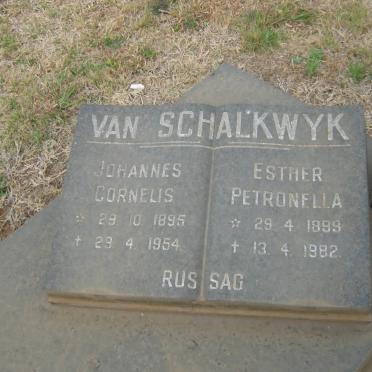 VAN SCHALKWYK
JOHANNES
CORNELIS
☆ 29.10.1895
✝ 29.4.1954
ESTHER
PETRONELLA
☆ 29.4.1899
✝ 13.4.1982
RUS SAG